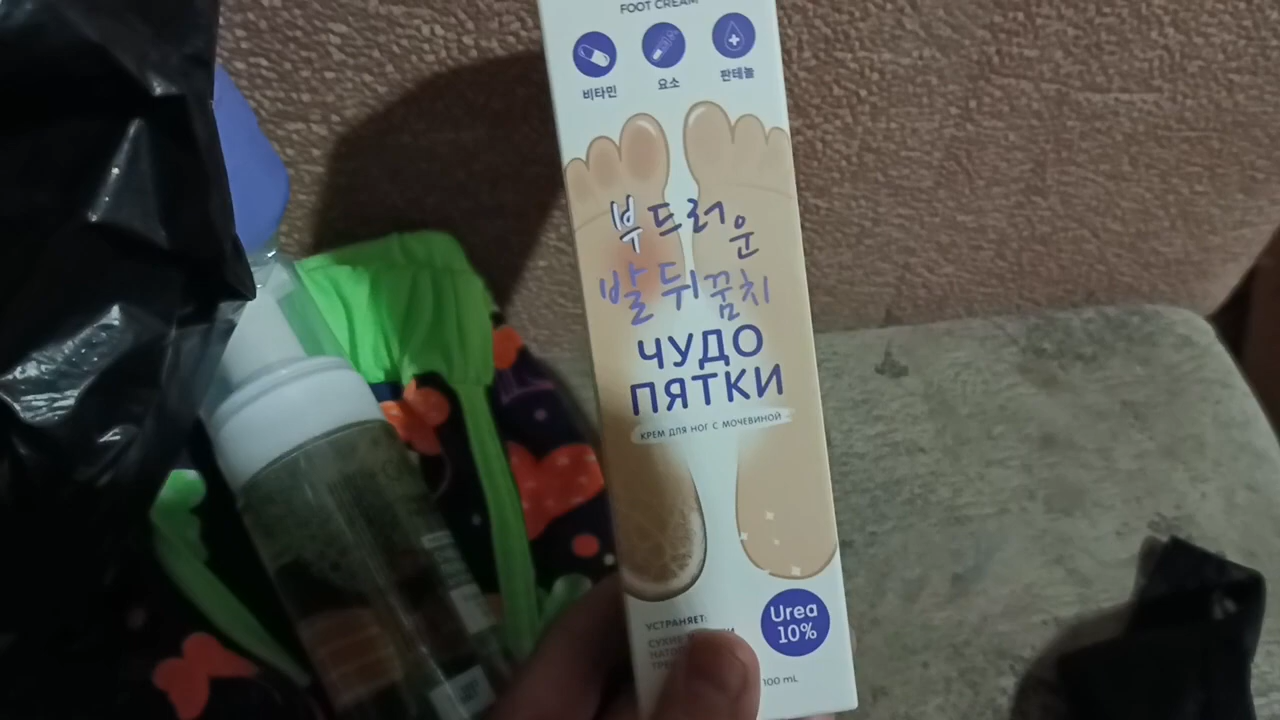 FOOT CREAM
비타민 요소 판테놀
부드러운
발뒤꿈치
ЧУДО
ПЯТКИ
КРЕМ ДЛЯ НОГ С МОЧЕВИНОЙ
Urea
10%
УСТРАНЯЕТ:
100 mL